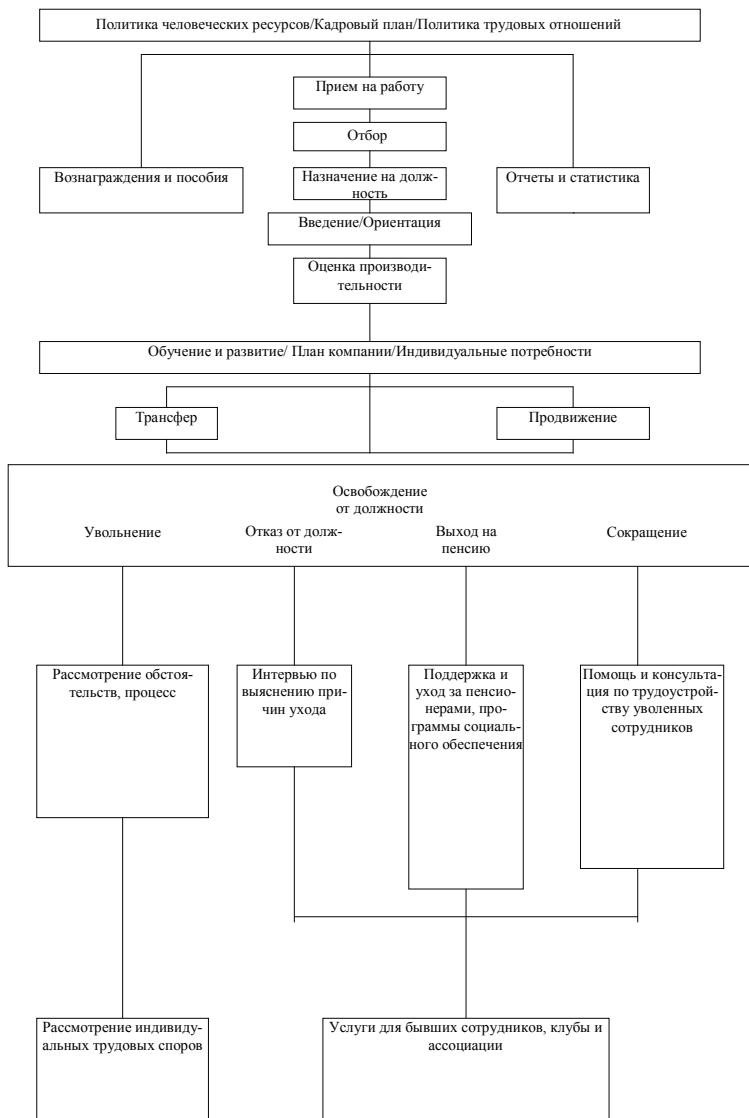 Политика человеческих ресурсов/Кадровый план/Политика трудовых отношений
Прием на работу
Отбор
Вознаграждения и пособия
Назначение на долж-
ность
Отчеты и статистика
Введение/Ориентация
Оценка производи-
тельности
Обучение и развитие/ План компании/Индивидуальные потребности
Трансфер
Продвижение
Освобождение
от должности
Увольнение
Отказ от долж-
ности
Выход на
пенсию
Сокращение
Рассмотрение обстоя-
тельств, процесс
Интервью по
выяснению при-
чин ухода
Поддержка и
уход за пенсио-
нерами, про-
граммы социаль-
ного обеспечения
Помощь и консульта-
ция по трудоустрой-
ству уволенных
сотрудников
Рассмотрение индивиду-
альных трудовых споров
Услуги для бывших сотрудников, клубы и
ассоциации